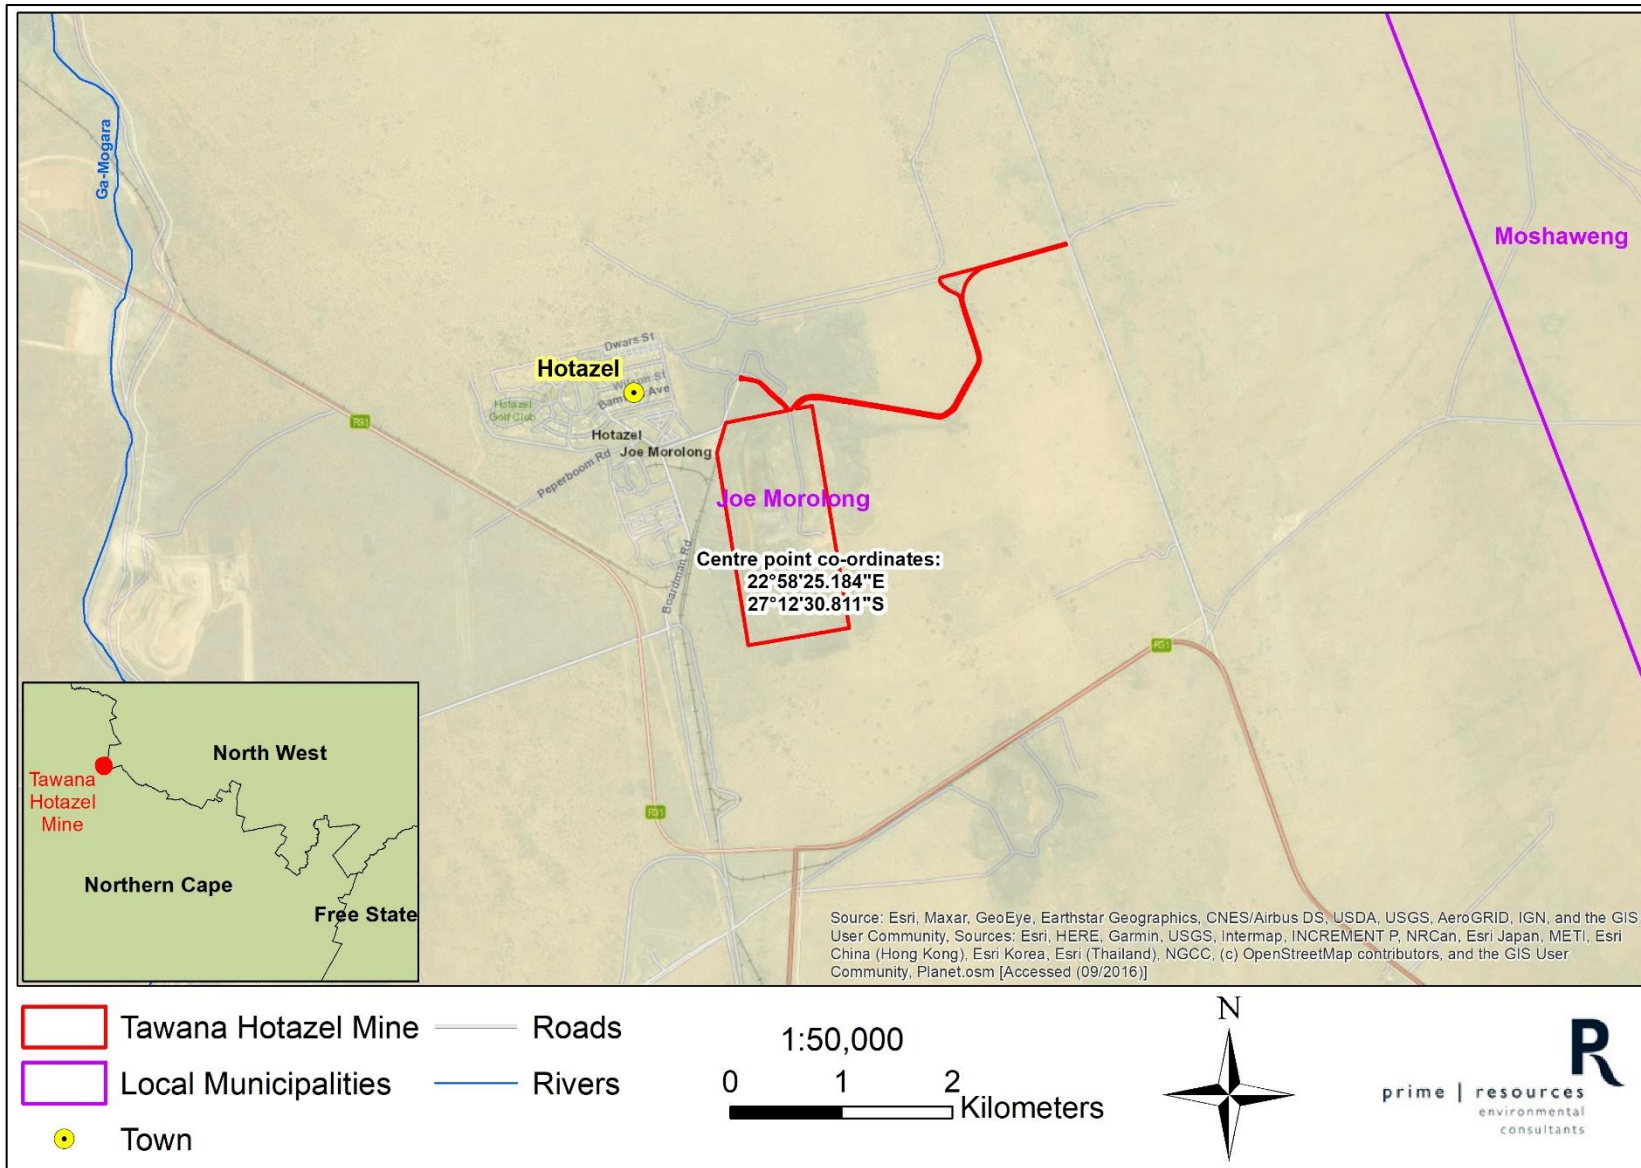 Ga-Mogara
Moshaweng
Dwars St
Hotazel
Wilson St
Ave
Hotazel
Golf Club
R31
Hotazel
Joe Morolong
Peperboom Rd
Joe Morolong
Boardman Rd
Centre point co-ordinates:
22°58'25.184"E
27°12'30.811"S
R31
R31
North West
Tawana
Hotazel
Mine
Northern Cape
Free State
Source: Esri, Maxar, GeoEye, Earthstar Geographics, CNES/Airbus DS, USDA, USGS, AeroGRID, IGN, and the GIS
User Community, Sources: Esri, HERE, Garmin, USGS, Intermap, INCREMENT P, NRCan, Esri Japan, METI, Esri
China (Hong Kong), Esri Korea, Esri (Thailand), NGCC, (c) OpenStreetMap contributors, and the GIS User
Community, Planet.osm [Accessed (09/2016)]
Tawana Hotazel Mine
Roads
Local Municipalities
Rivers
Town
1:50,000
0 1 2
Kilometers
N
R
prime | resources
environmental
consultants